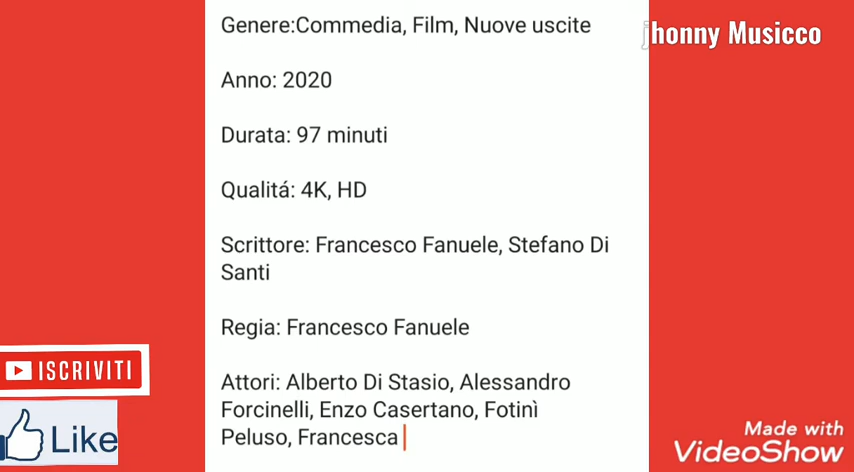 Genere:Commedia, Film, Nuove uscite
jhonny Musicco
Anno: 2020
Durata: 97 minuti
Qualitá: 4K, HD
Scrittore: Francesco Fanuele, Stefano Di
Santi
Regia: Francesco Fanuele
ISCRIVITI
Attori: Alberto Di Stasio, Alessandro
Forcinelli, Enzo Casertano, Fotinì
Peluso, Francesca
Like
Made with
VideoShow